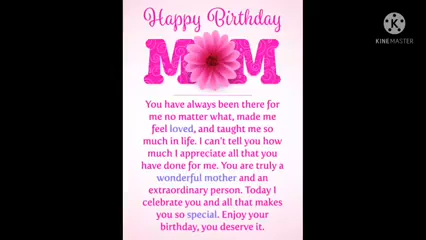 Happy Birthday
KINEMASTER
M M
You have always been there for
me no matter what, made me
feel loved, and taught me so
much in life. I can't tell you how
much I appreciate all that you
have done for me. You are truly a
wonderful mother and an
extraordinary person. Today I
celebrate you and all that makes
you so special. Enjoy your
birthday, you deserve it.